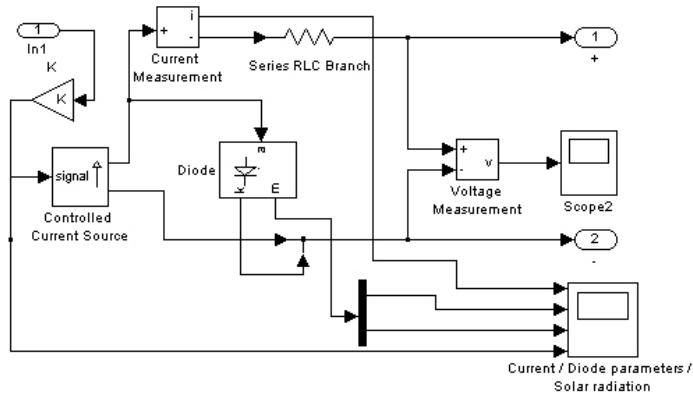 1
In1
K
K
+
-
i
Current
Measurement
Series RLC Branch
1
+
signal
Controlled
Current Source
Diode
a
k
m
+
-
v
Voltage
Measurement
Scope2
2
-
Current / Diode parameters /
Solar radiation